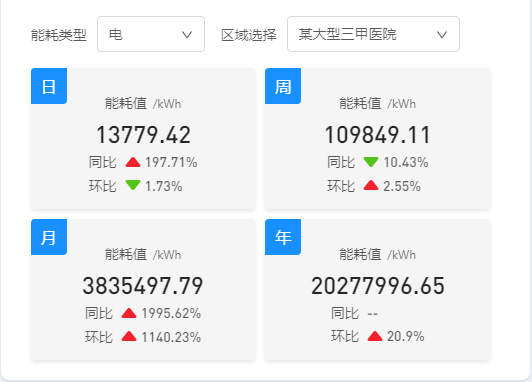 能耗类型 电 区域选择 某大型三甲医院
日
能耗值 /kWh
13779.42
同比 197.71%
环比 1.73%
周
能耗值 /kWh
109849.11
同比 10.43%
环比 2.55%
月
能耗值 /kWh
3835497.79
同比 1995.62%
环比 1140.23%
年
能耗值 /kWh
20277996.65
同比 --
环比 20.9%